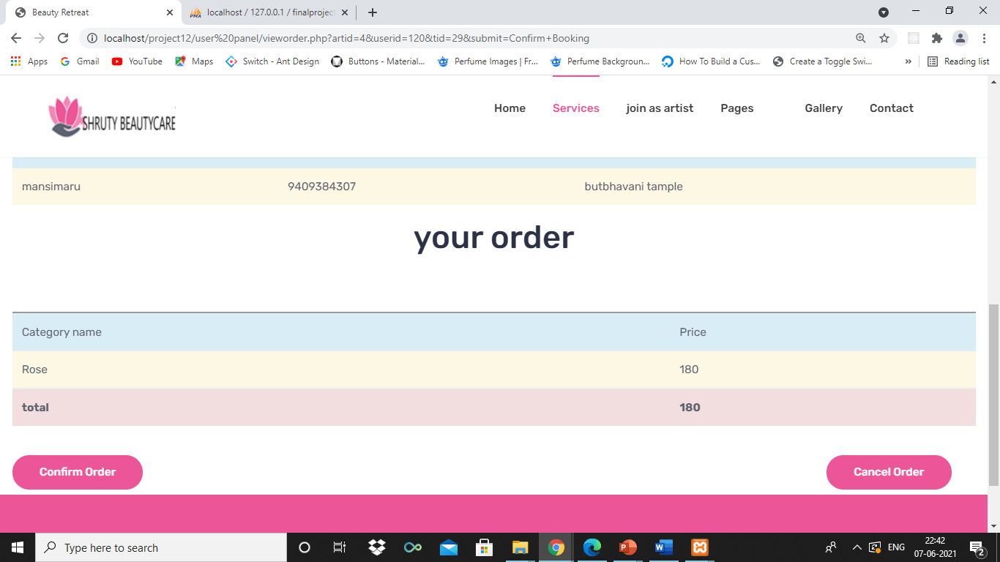 Beauty Retreat
localhost / 127.0.0.1 / finalproject
localhost/project12/user%20panel/vieworder.php?artid=4&userid=120&tid=29&submit=Confirm+Booking
Apps Gmail YouTube Maps Switch - Ant Design Buttons - Material... Perfume Images | Fr... Perfume Backgroun... How To Build a Cus... Create a Toggle Swi... » Reading list
SHRUTY BEAUTYCARE
Home Services join as artist Pages Gallery Contact
mansimaru 9409384307 butbhavani tample
your order
Category name Price
Rose 180
total 180
Confirm Order Cancel Order
Type here to search
ENG
22:42
07-06-2021
2